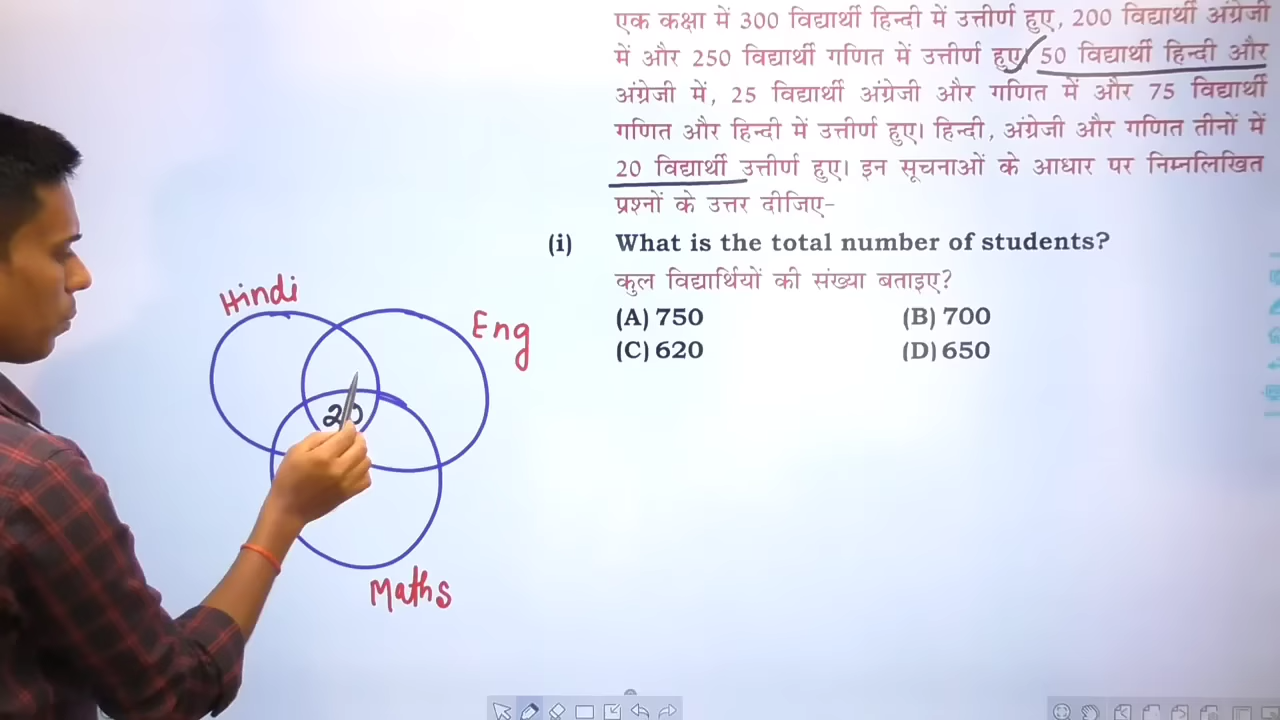 एक कक्षा में 300 विद्यार्थी हिन्दी में उत्तीर्ण हुए, 200 विद्यार्थी अंग्रेजी
में और 250 विद्यार्थी गणित में उत्तीर्ण हुए। 50 विद्यार्थी हिन्दी और
अंग्रेजी में, 25 विद्यार्थी अंग्रेजी और गणित में और 75 विद्यार्थी
गणित और हिन्दी में उत्तीर्ण हुए। हिन्दी, अंग्रेजी और गणित तीनों में
20 विद्यार्थी उत्तीर्ण हुए। इन सूचनाओं के आधार पर निम्नलिखित
प्रश्नों के उत्तर दीजिए-
(i) What is the total number of students?
कुल विद्यार्थियों की संख्या बताइए?
(A) 750 (B) 700
(C) 620 (D) 650
Hindi
Eng
20
Maths